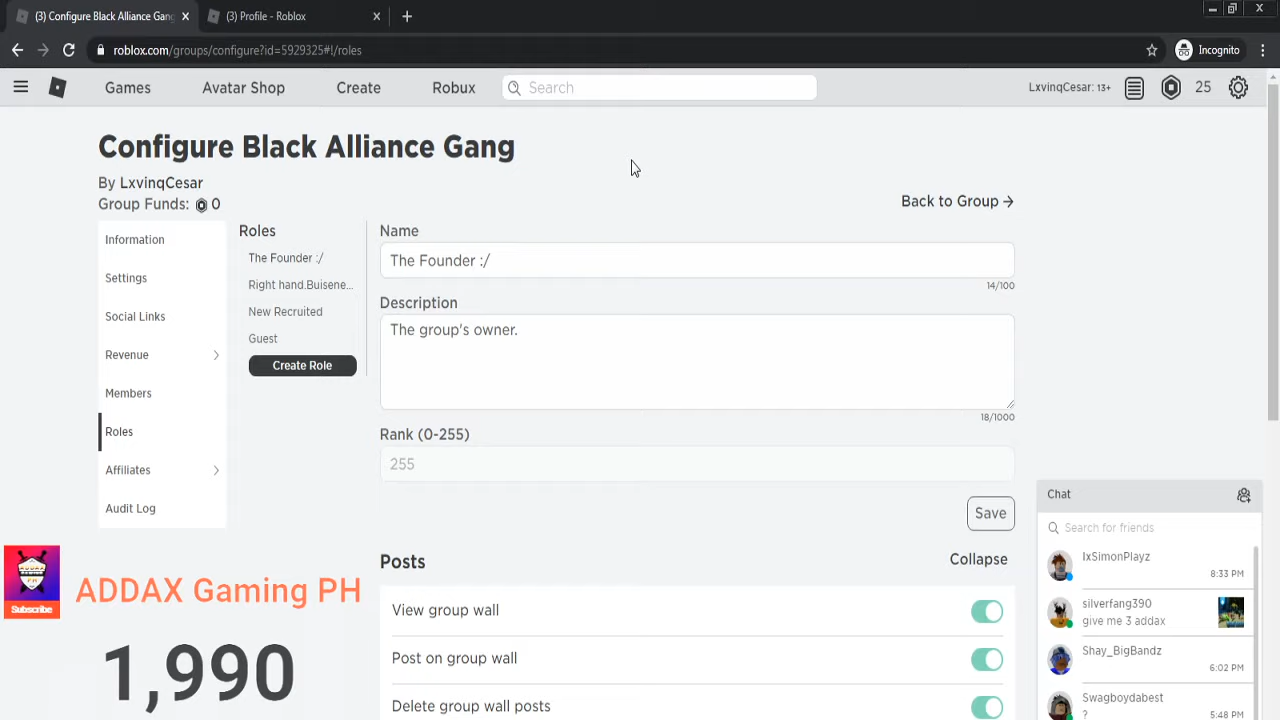 (3) Configure Black Alliance Gang
(3) Profile - Roblox
roblox.com/groups/configure?id=5929325#!/roles
Incognito
Games
Avatar Shop
Create
Robux
Search
LxvinqCesar: 13+
25
Configure Black Alliance Gang
By LxvinqCesar
Group Funds: 0
Back to Group →
Information
Settings
Social Links
Revenue
Members
Roles
Affiliates
Audit Log
Roles
The Founder :/
Right hand.Buisene...
New Recruited
Guest
Create Role
Name
The Founder :/
14/100
Description
The group's owner.
18/1000
Rank (0-255)
255
Save
Posts
Collapse
View group wall
Post on group wall
Delete group wall posts
Chat
Search for friends
IxSimonPlayz
8:33 PM
silverfang390
give me 3 addax
Shay_BigBandz
6:02 PM
Swagboydabest
?
5:48 PM
ADDAX
Subscribe
ADDAX Gaming PH
1,990